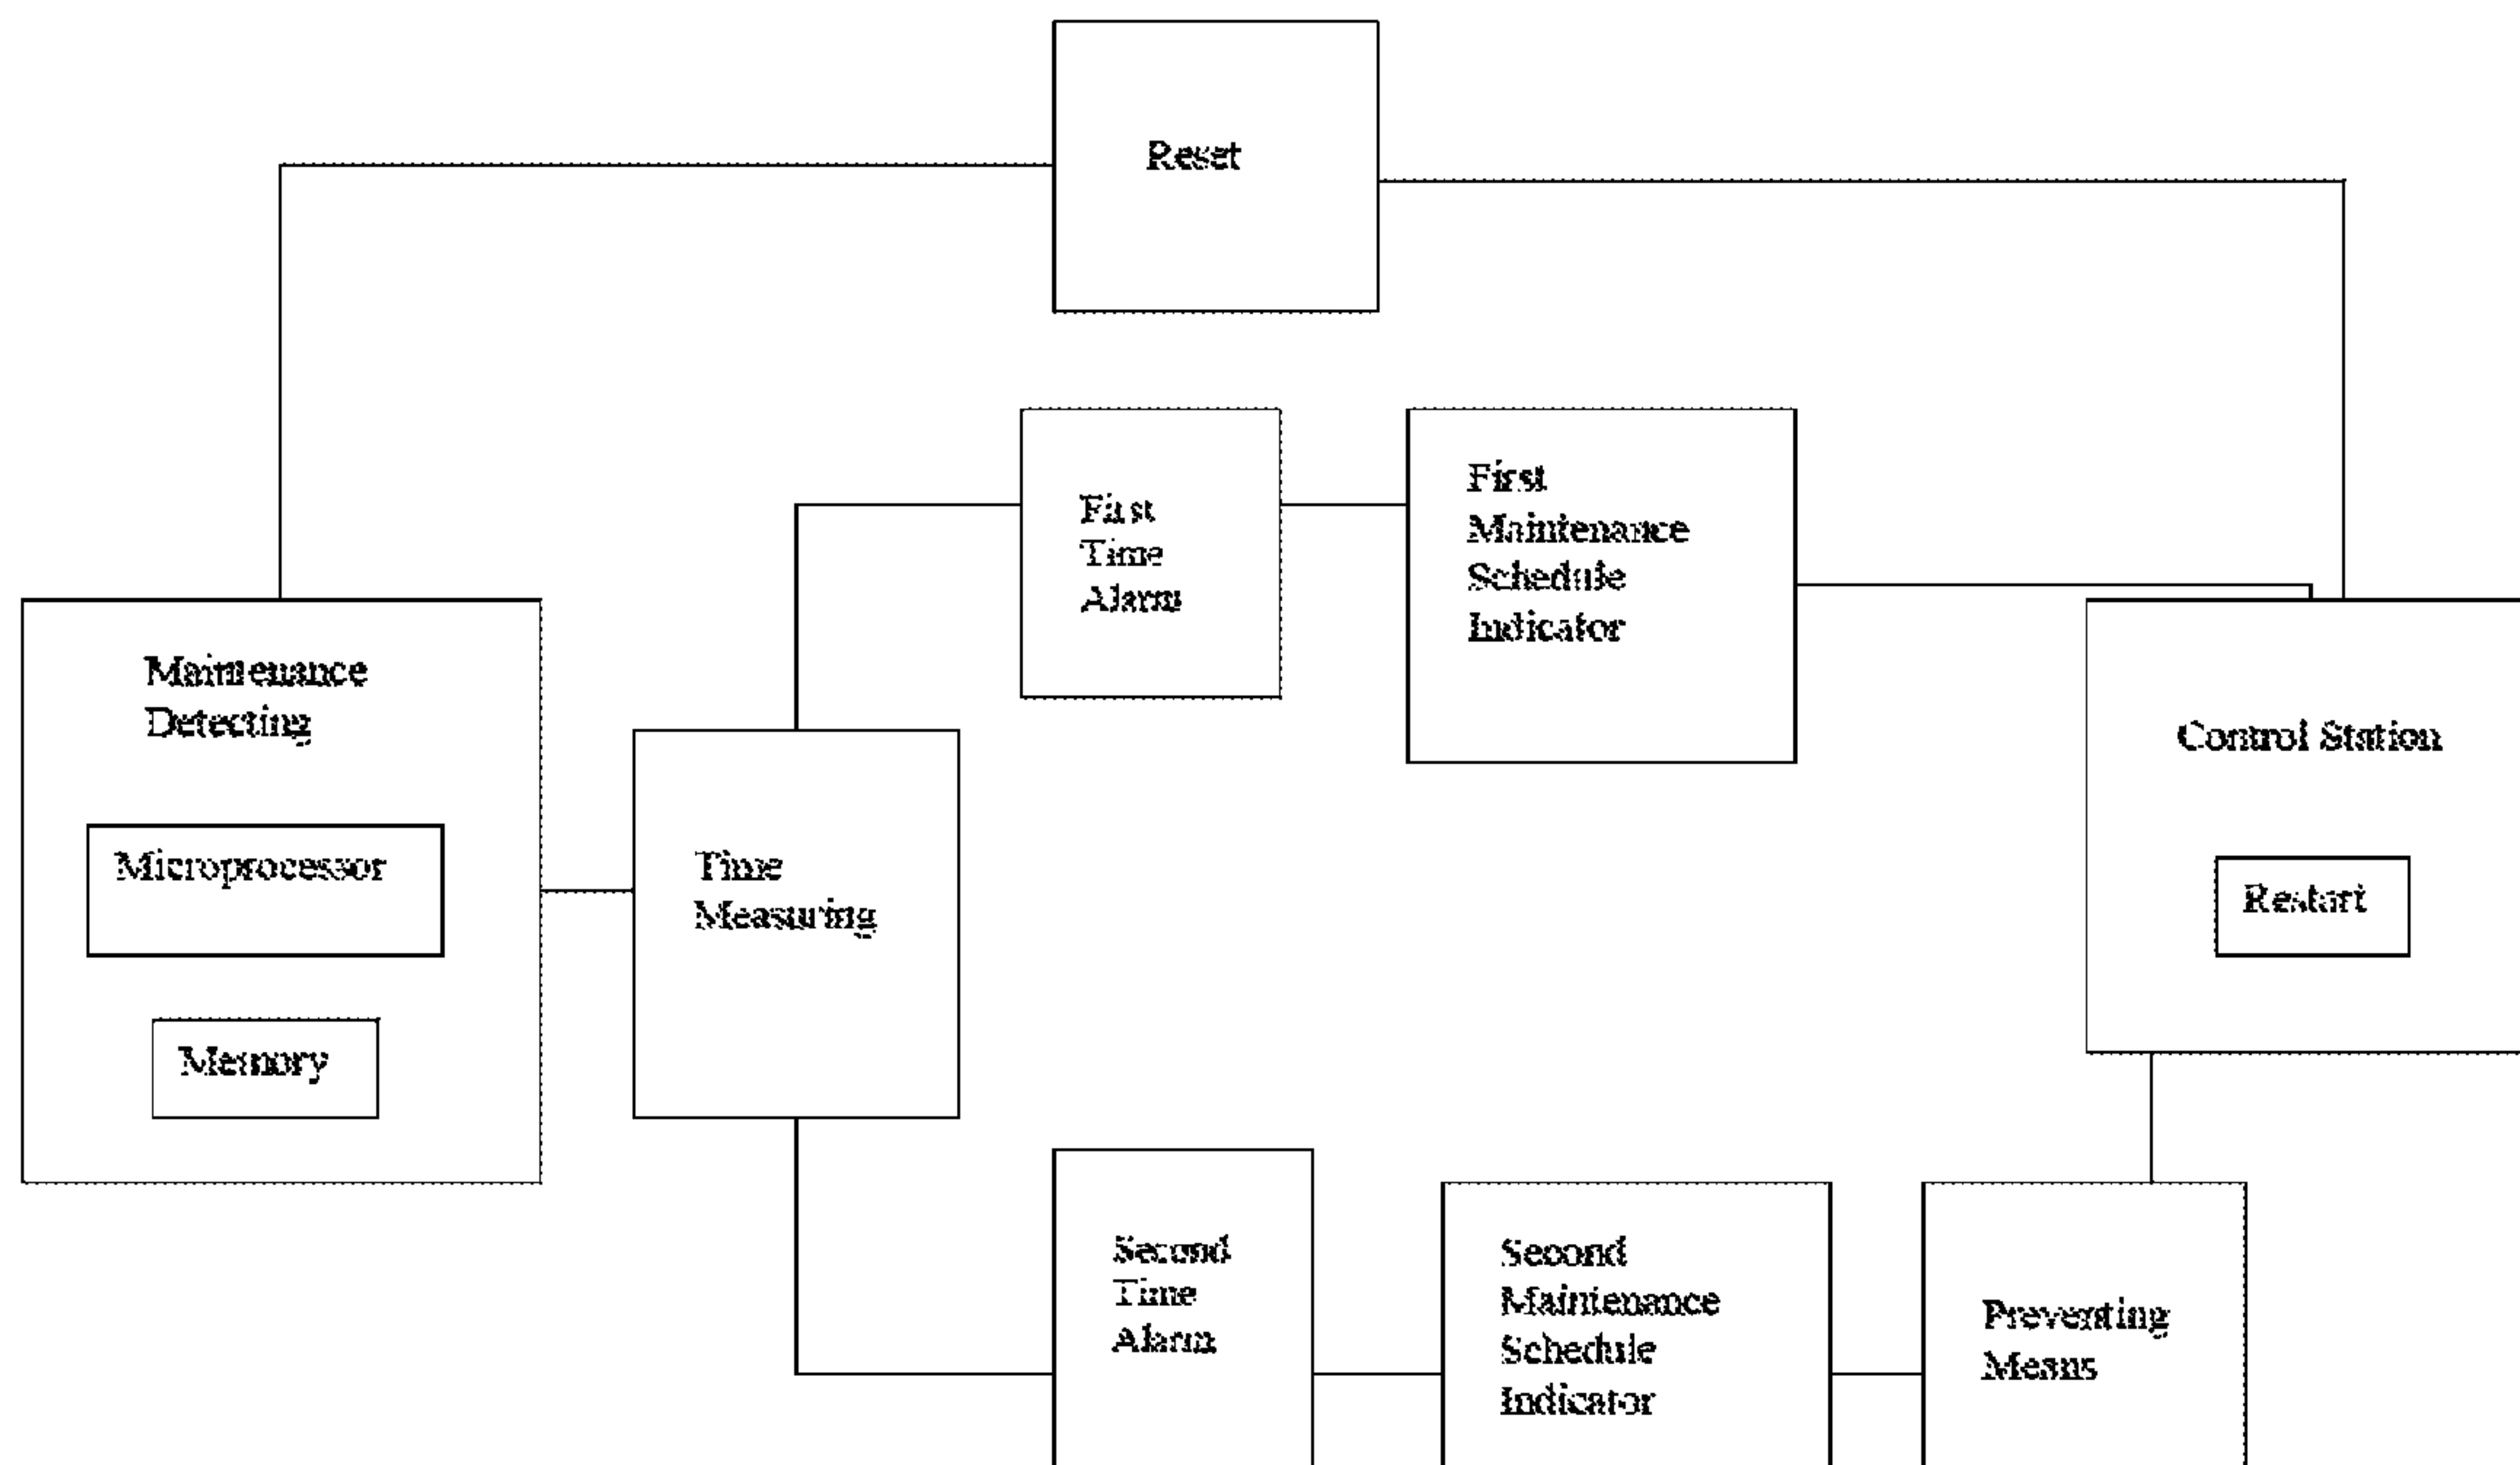 Reset
First
Time
Alarm
First
Maintenance
Schedule
Indicator
Maintenance
Detecting
Microprocessor
Memory
Time
Measuring
Control Station
Restart
Second
Time
Alarm
Second
Maintenance
Schedule
Indicator
Preventing
Means